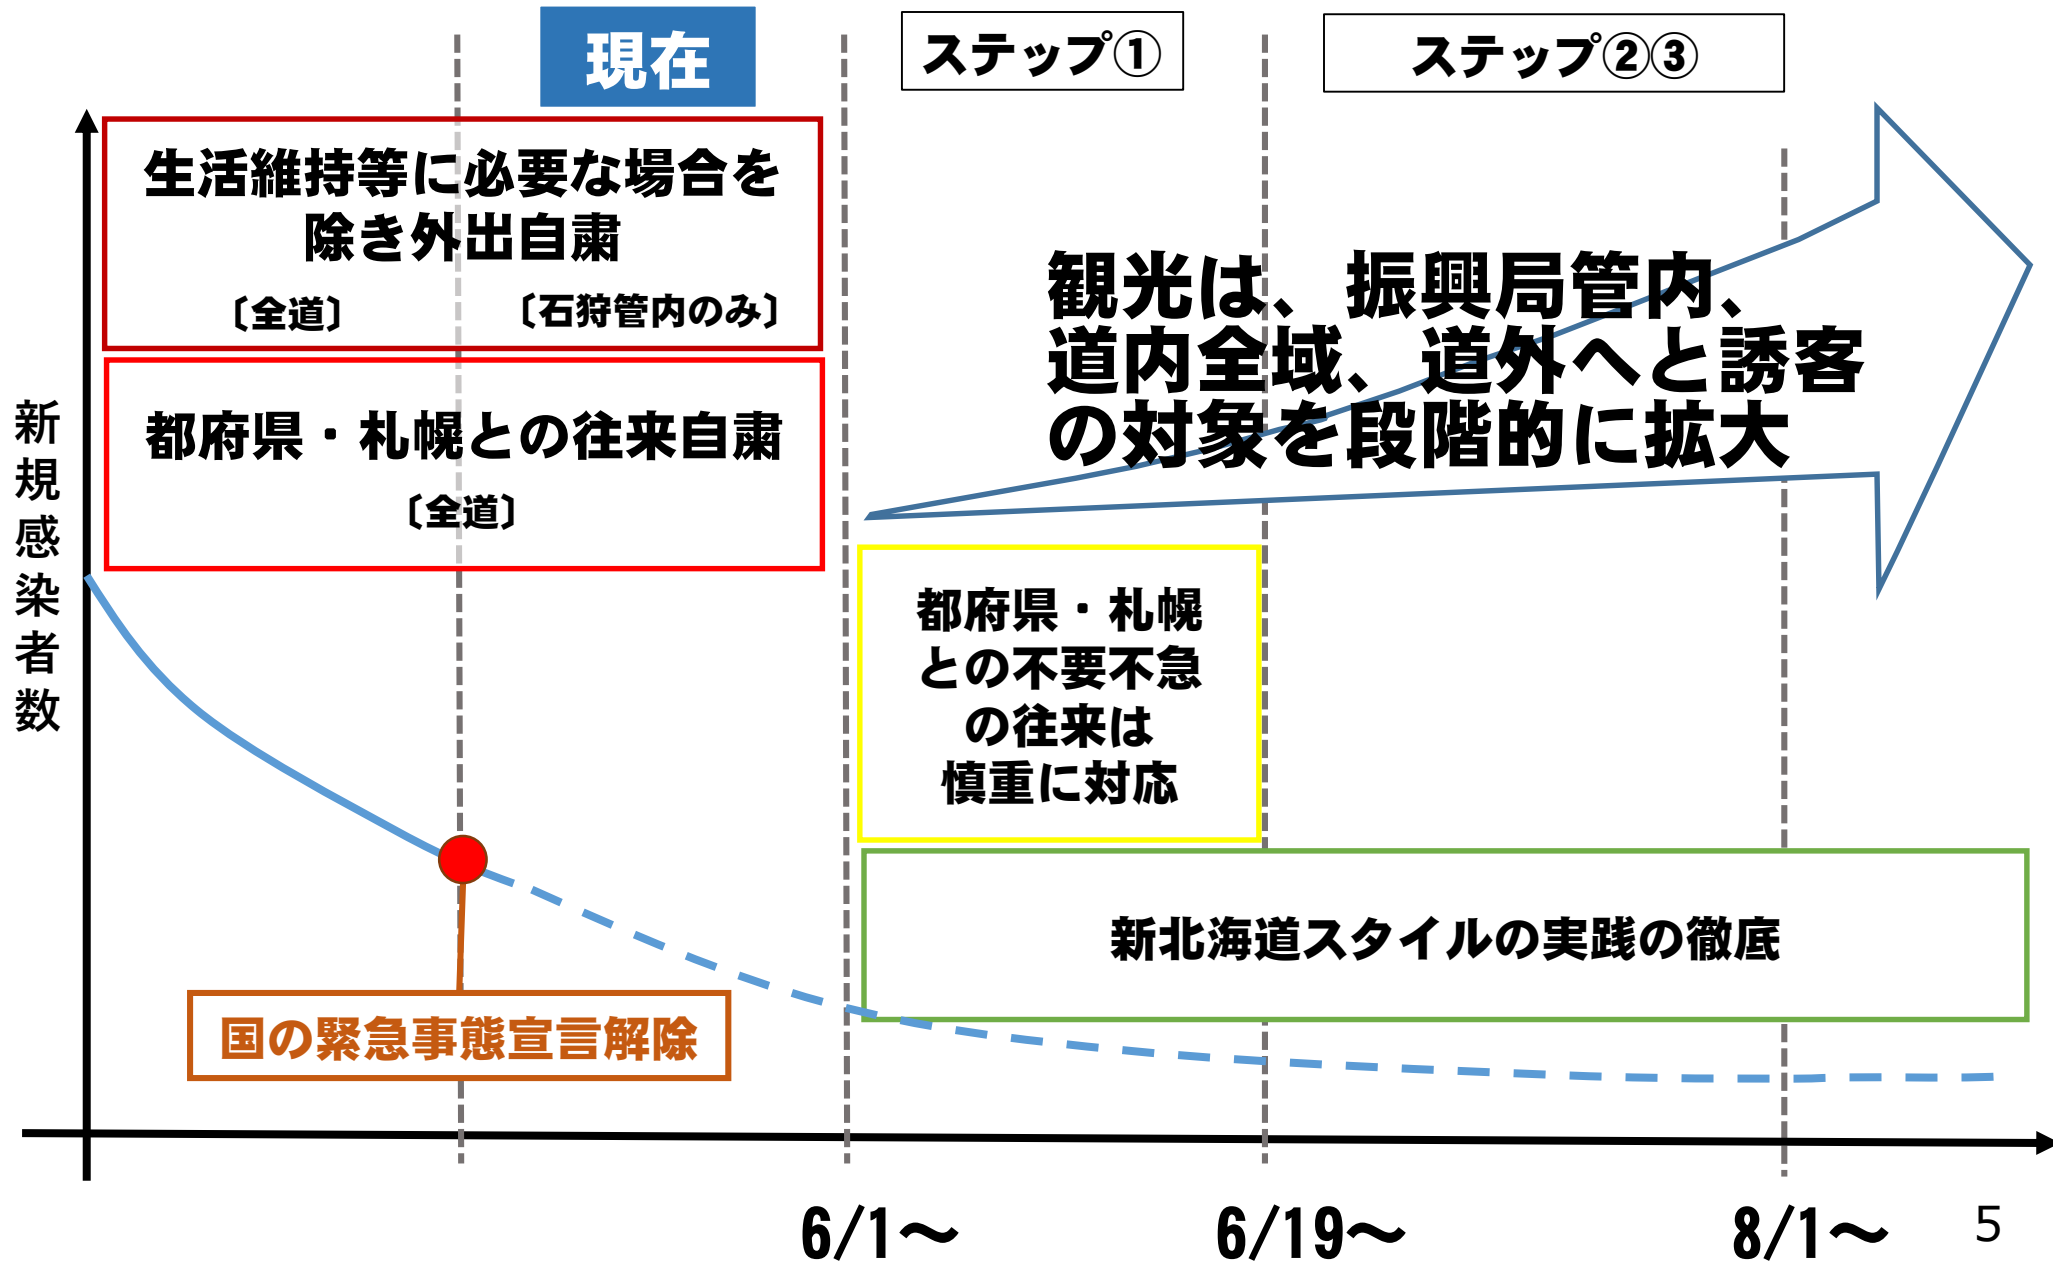 現在
ステップ①
ステップ②③
生活維持等に必要な場合を
除き外出自粛
〔全道〕
〔石狩管内のみ〕
都府県・札幌との往来自粛
〔全道〕
観光は、振興局管内、
道内全域、道外へと誘客
の対象を段階的に拡大
新規感染者数
都府県・札幌
との不要不急
の往来は
慎重に対応
新北海道スタイルの実践の徹底
国の緊急事態宣言解除
6/1～
6/19～
8/1～
5